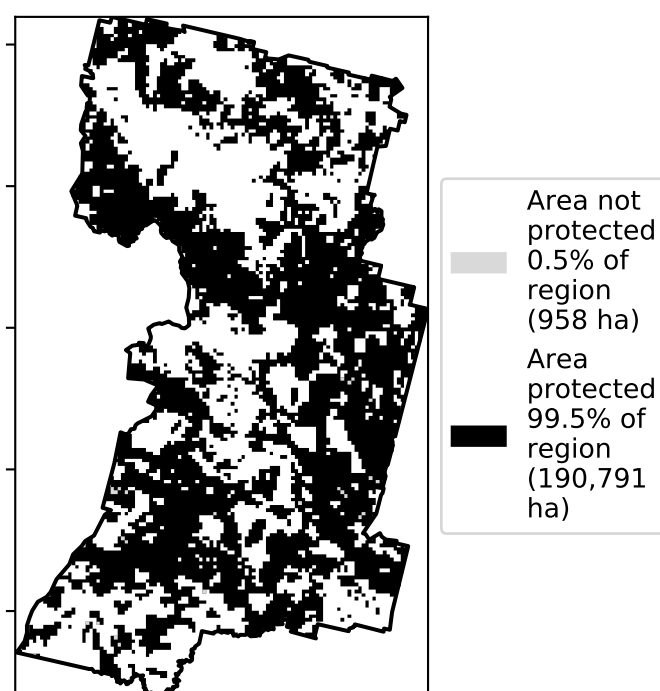 Area not
protected
0.5% of
region
(958 ha)
Area
protected
99.5% of
region
(190,791
ha)